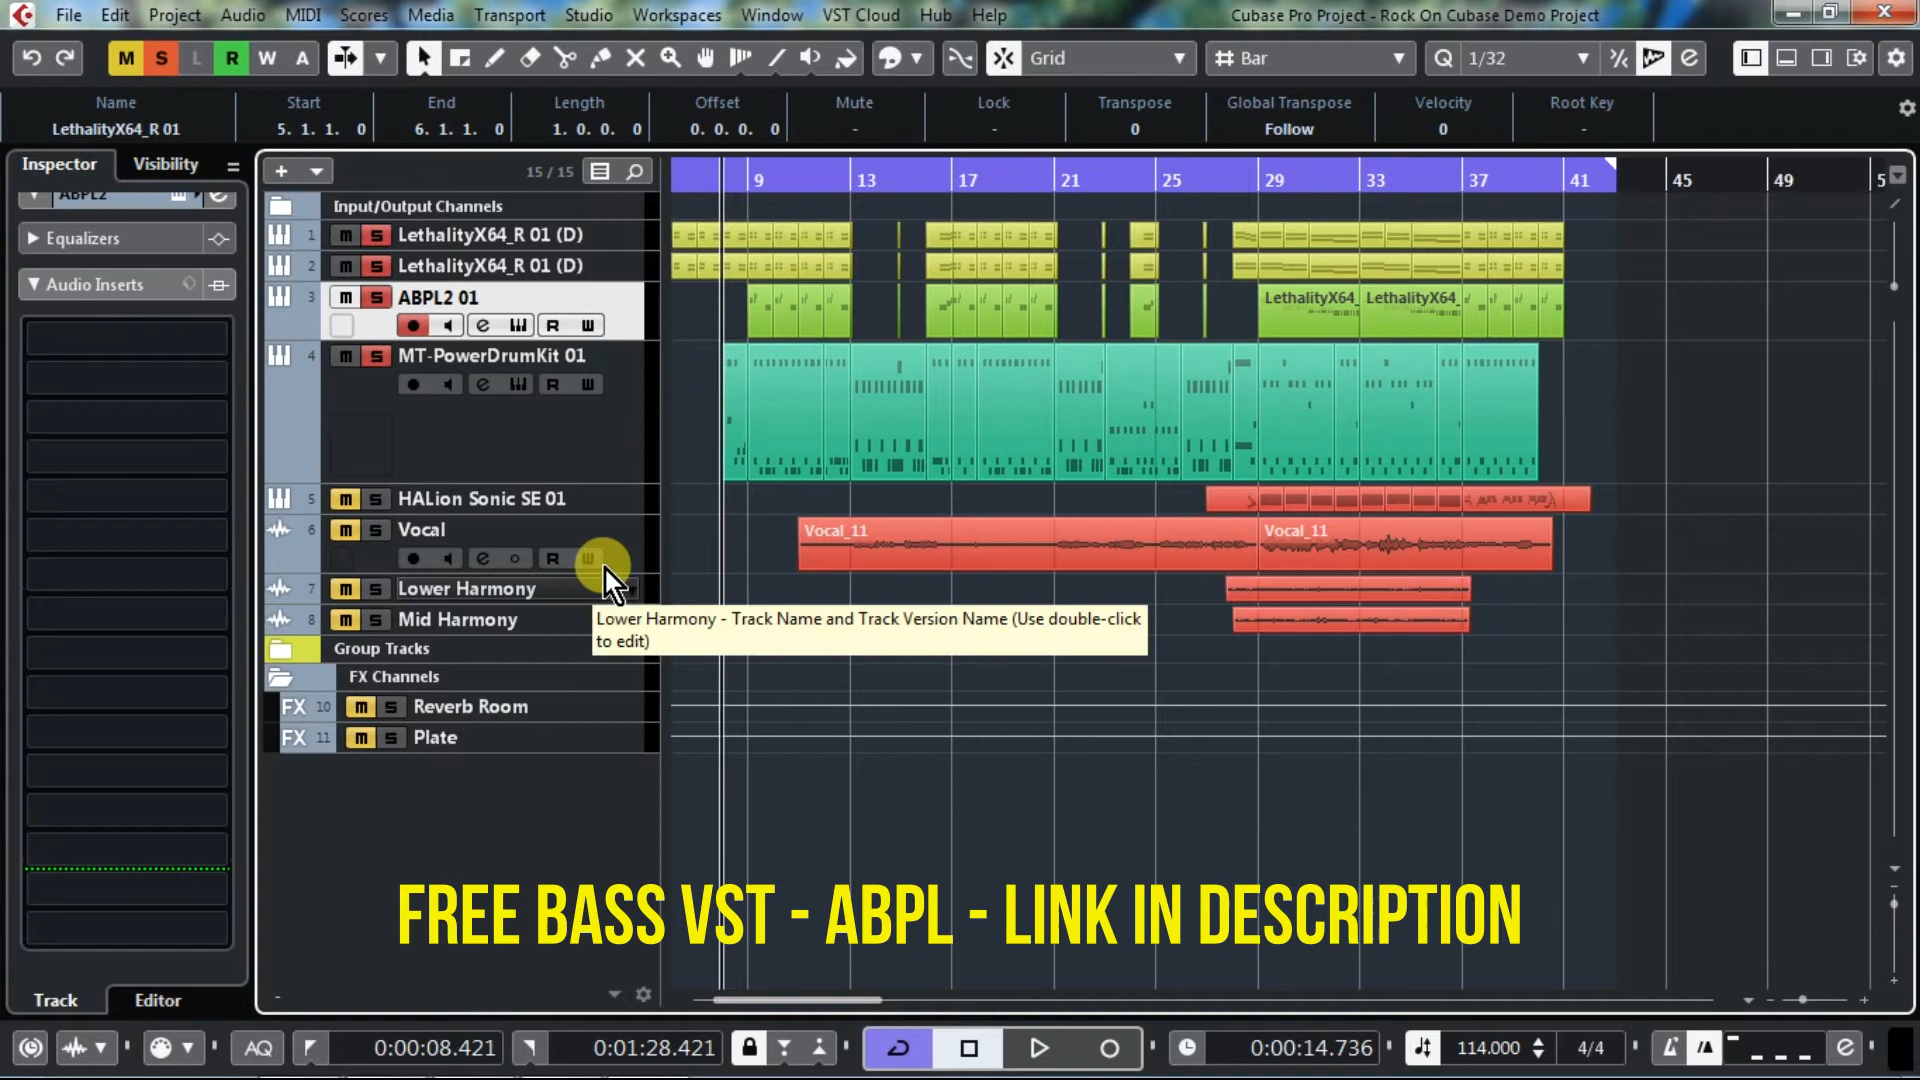 File Edit Project Audio MIDI Scores Media Transport Studio Workspaces Window VST Cloud Hub Help Cubase Pro Project - Rock On Cubase Demo Project
M S L R W A Grid Bar Q 1/32
Name Start End Length Offset Mute Lock Transpose Global Transpose Velocity Root Key
LethalityX64_R 01 5. 1. 1. 0 6. 1. 1. 0 1. 0. 0. 0 0. 0. 0. 0 - - 0 Follow 0 -
Inspector Visibility
15 / 15
9 13 17 21 25 29 33 37 41 45 49 5
ABPL2
Input/Output Channels
Equalizers
1 m S LethalityX64_R 01 (D)
2 m S LethalityX64_R 01 (D)
Audio Inserts
3 m S ABPL2 01
LethalityX64_ LethalityX64_
e R W
4 m S MT-PowerDrumKit 01
e R W
5 m S HALion Sonic SE 01
6 m S Vocal
Vocal_11 Vocal_11
e R W
7 m S Lower Harmony
8 m S Mid Harmony
Lower Harmony - Track Name and Track Version Name (Use double-click
to edit)
Group Tracks
FX Channels
FX 10 m S Reverb Room
FX 11 m S Plate
FREE BASS VST - ABPL - LINK IN DESCRIPTION
Track Editor
AQ 0:00:08.421 0:01:28.421 0:00:14.736 114.000 4/4